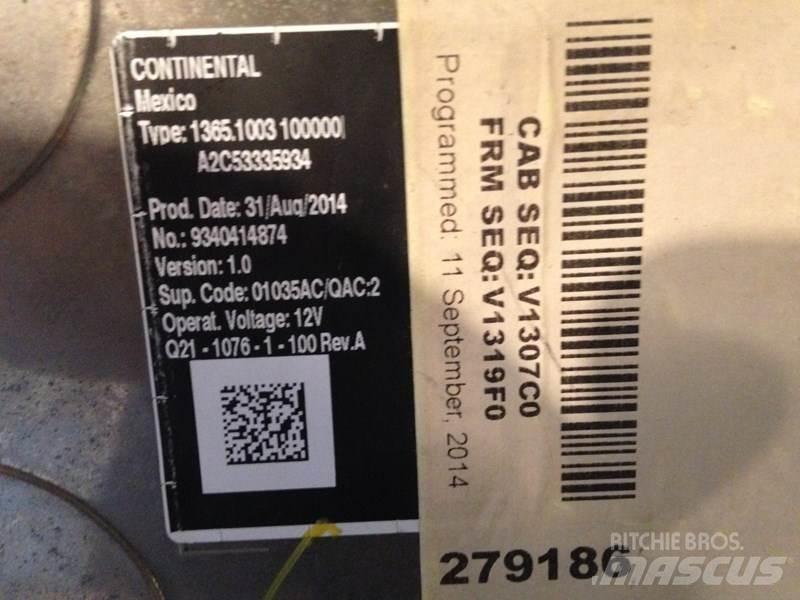 CONTINENTAL
Mexico
Type: 1365.1003 100000
A2C53335934
Prod. Date: 31/Aug/2014
No.: 9340414874
Version: 1.0
Sup. Code: 01035AC/QAC:2
Operat. Voltage: 12V
Q21 - 1076 - 1 - 100 Rev.A
CAB SEQ: V1307C0
FRM SEQ: V1319F0
Programmed: 11 September, 2014
279186
RITCHIE BROS.
MASCUS